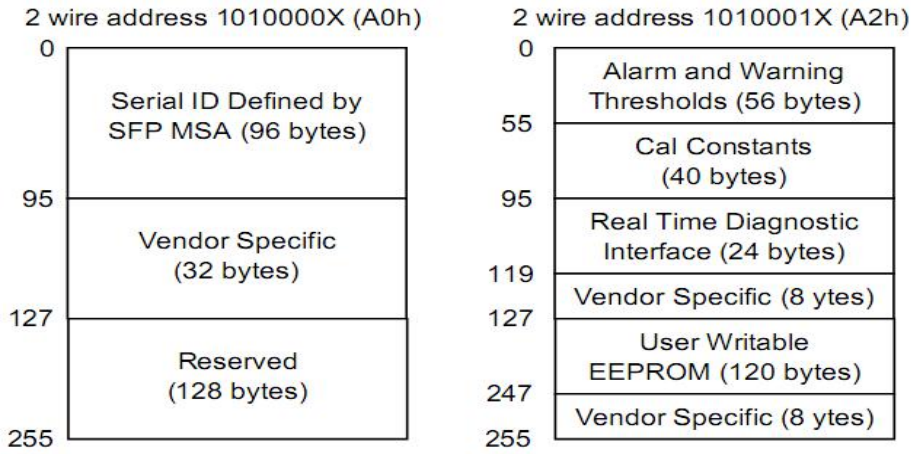 2 wire address 1010000X (A0h)
0
Serial ID Defined by
SFP MSA (96 bytes)
95
Vendor Specific
(32 bytes)
127
Reserved
(128 bytes)
255
2 wire address 1010001X (A2h)
0
Alarm and Warning
Thresholds (56 bytes)
55
Cal Constants
(40 bytes)
95
Real Time Diagnostic
Interface (24 bytes)
119
Vendor Specific (8 ytes)
127
User Writable
EEPROM (120 bytes)
247
Vendor Specific (8 ytes)
255